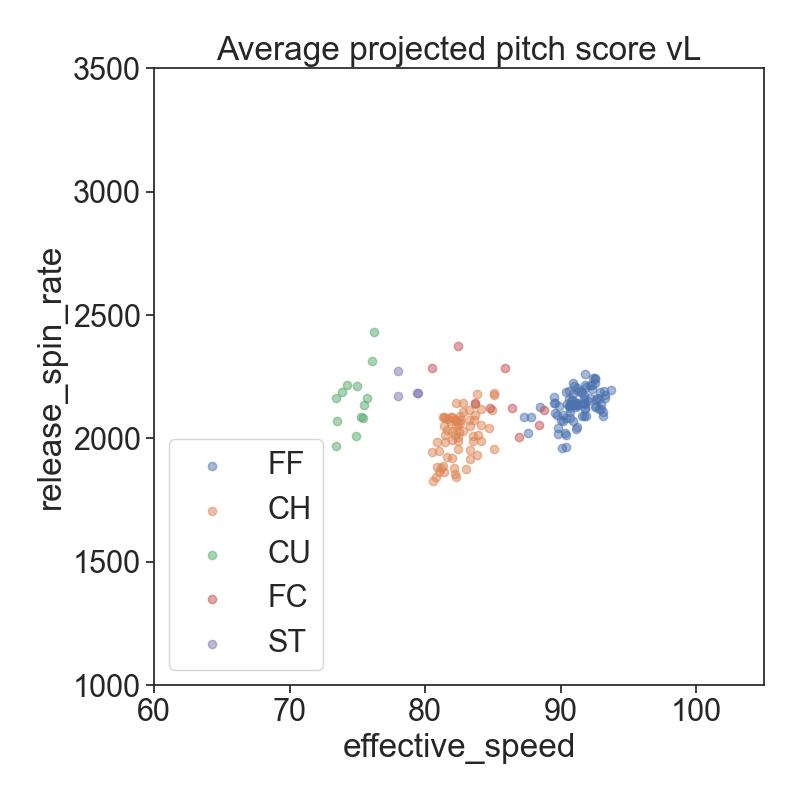 Average projected pitch score vL
3500
3000
2500
2000
1500
1000
release_spin_rate
FF
CH
CU
FC
ST
60 70 80 90 100
effective_speed